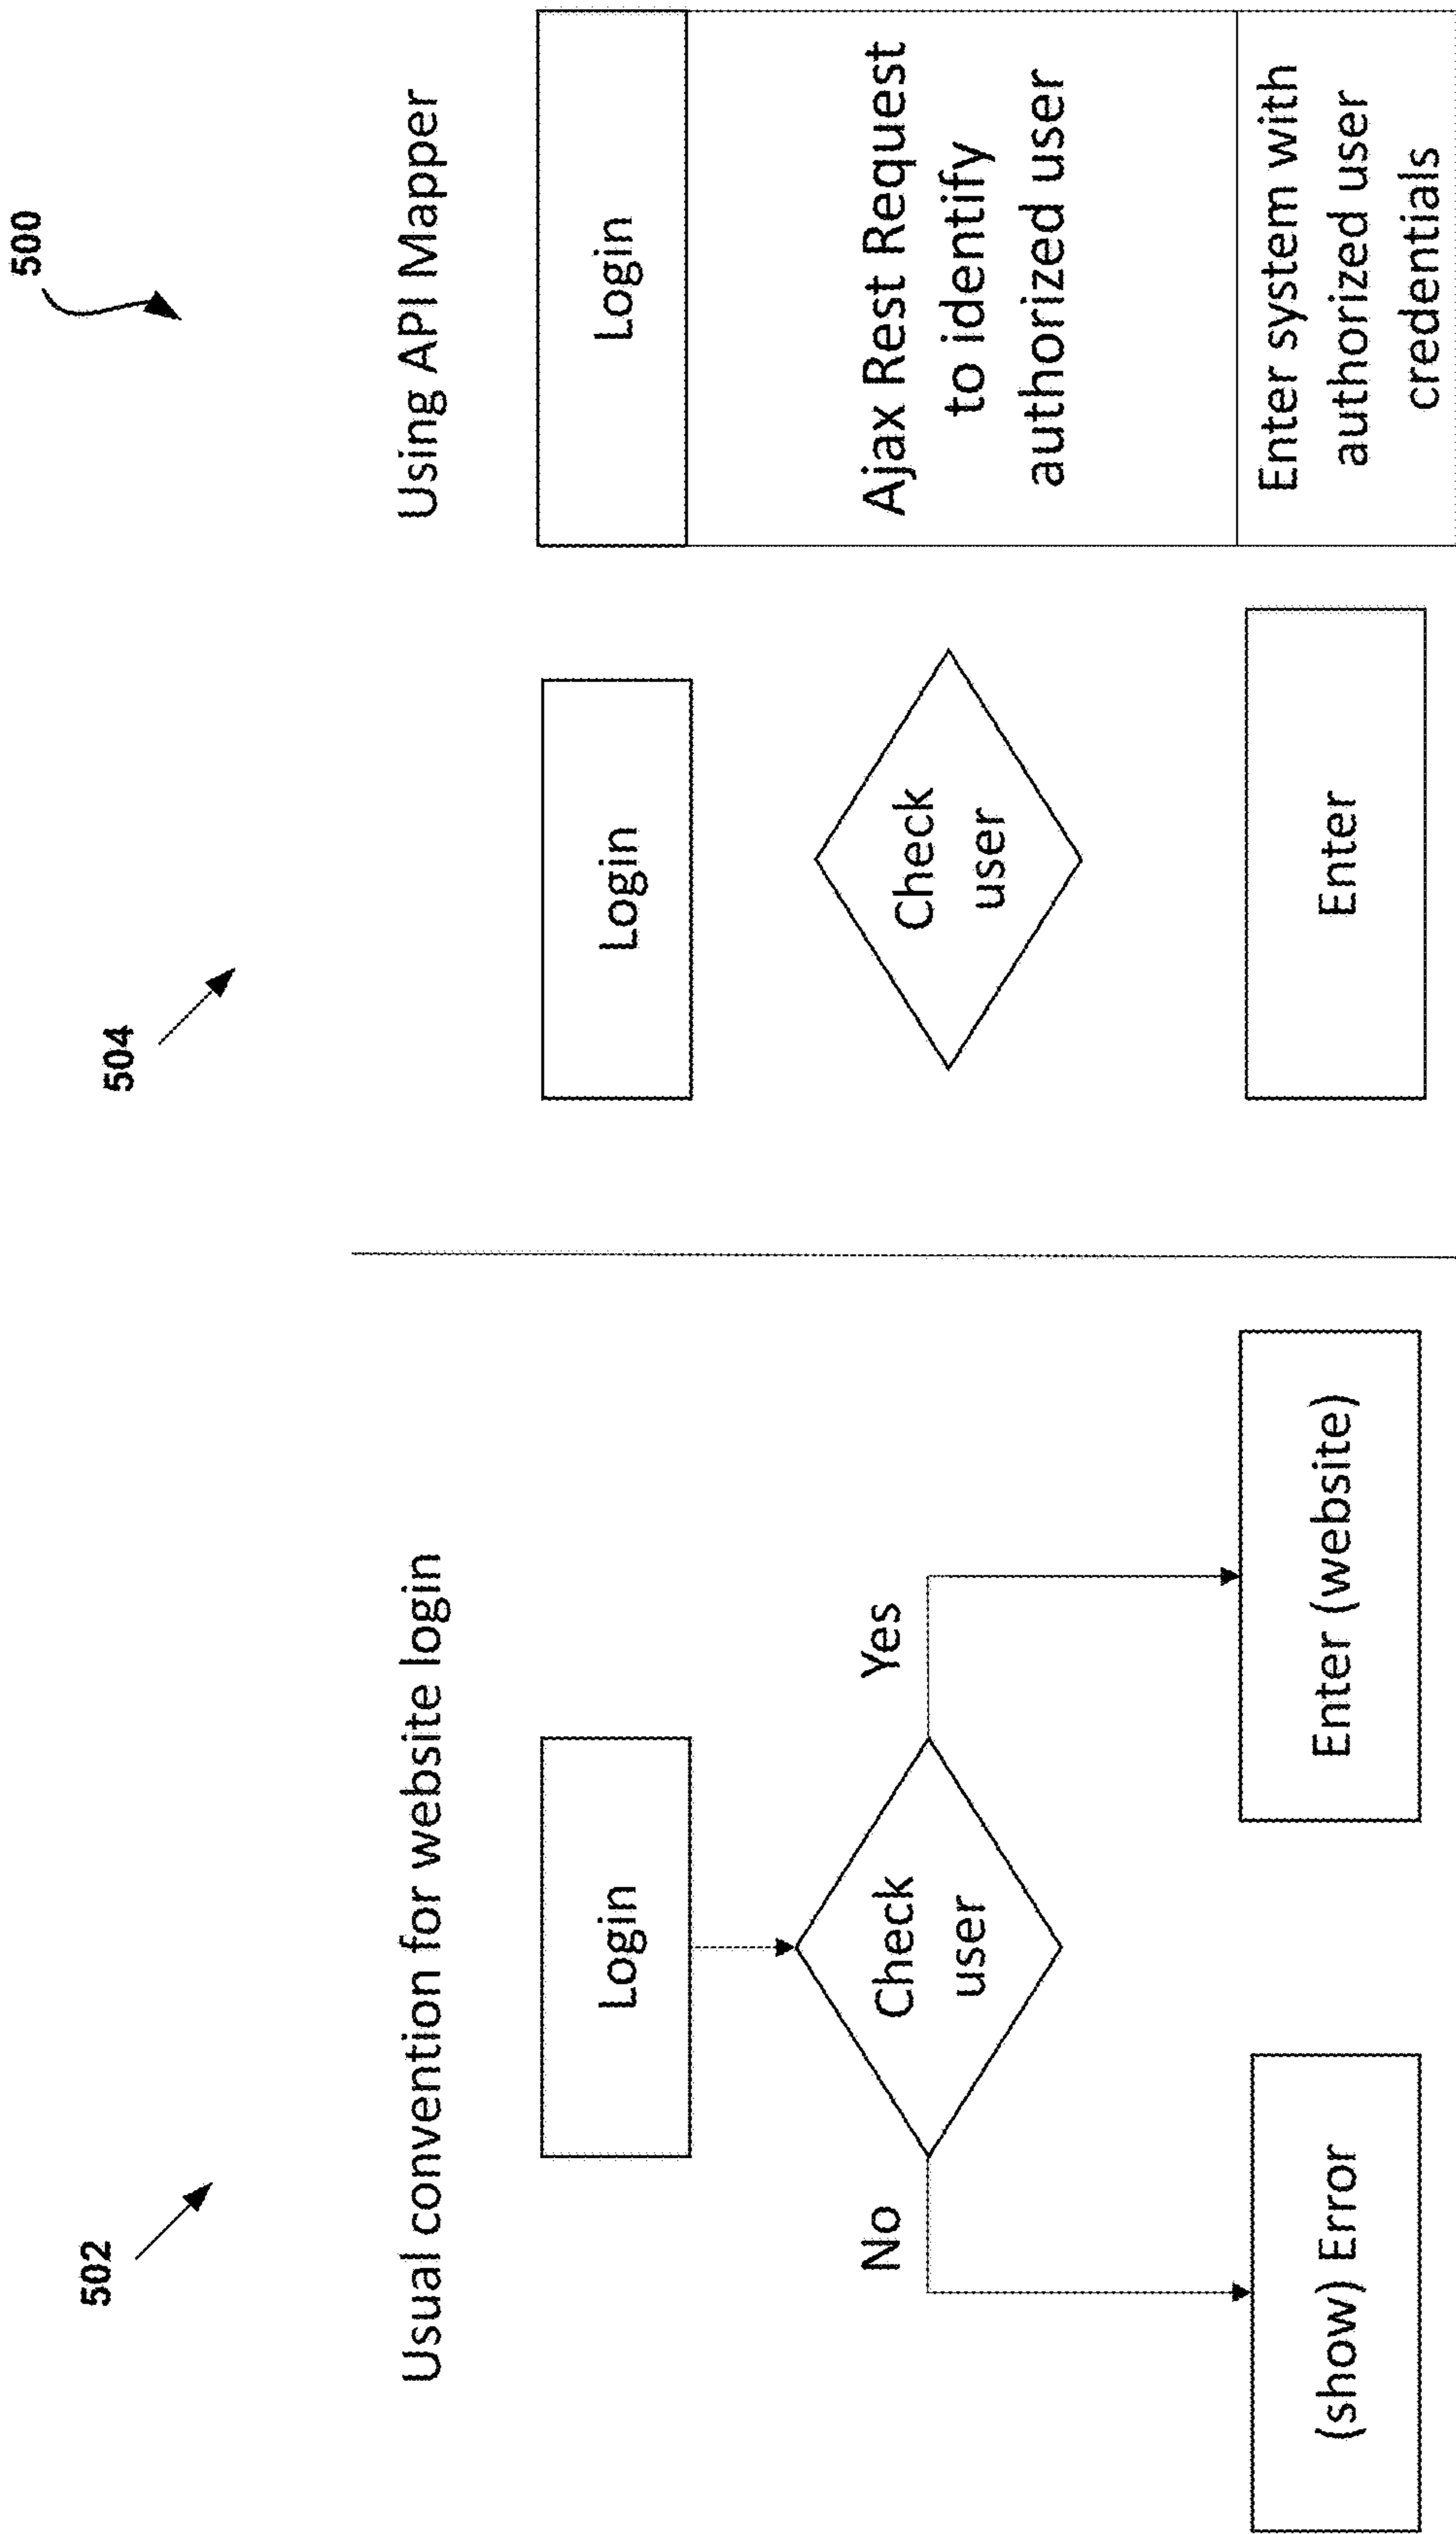 500
502
504
Usual convention for website login
Login
Check
user
No
Yes
(show) Error
Enter (website)
Using API Mapper
Login
Check
user
Enter
Login
Ajax Rest Request
to identify
authorized user
Enter system with
authorized user
credentials